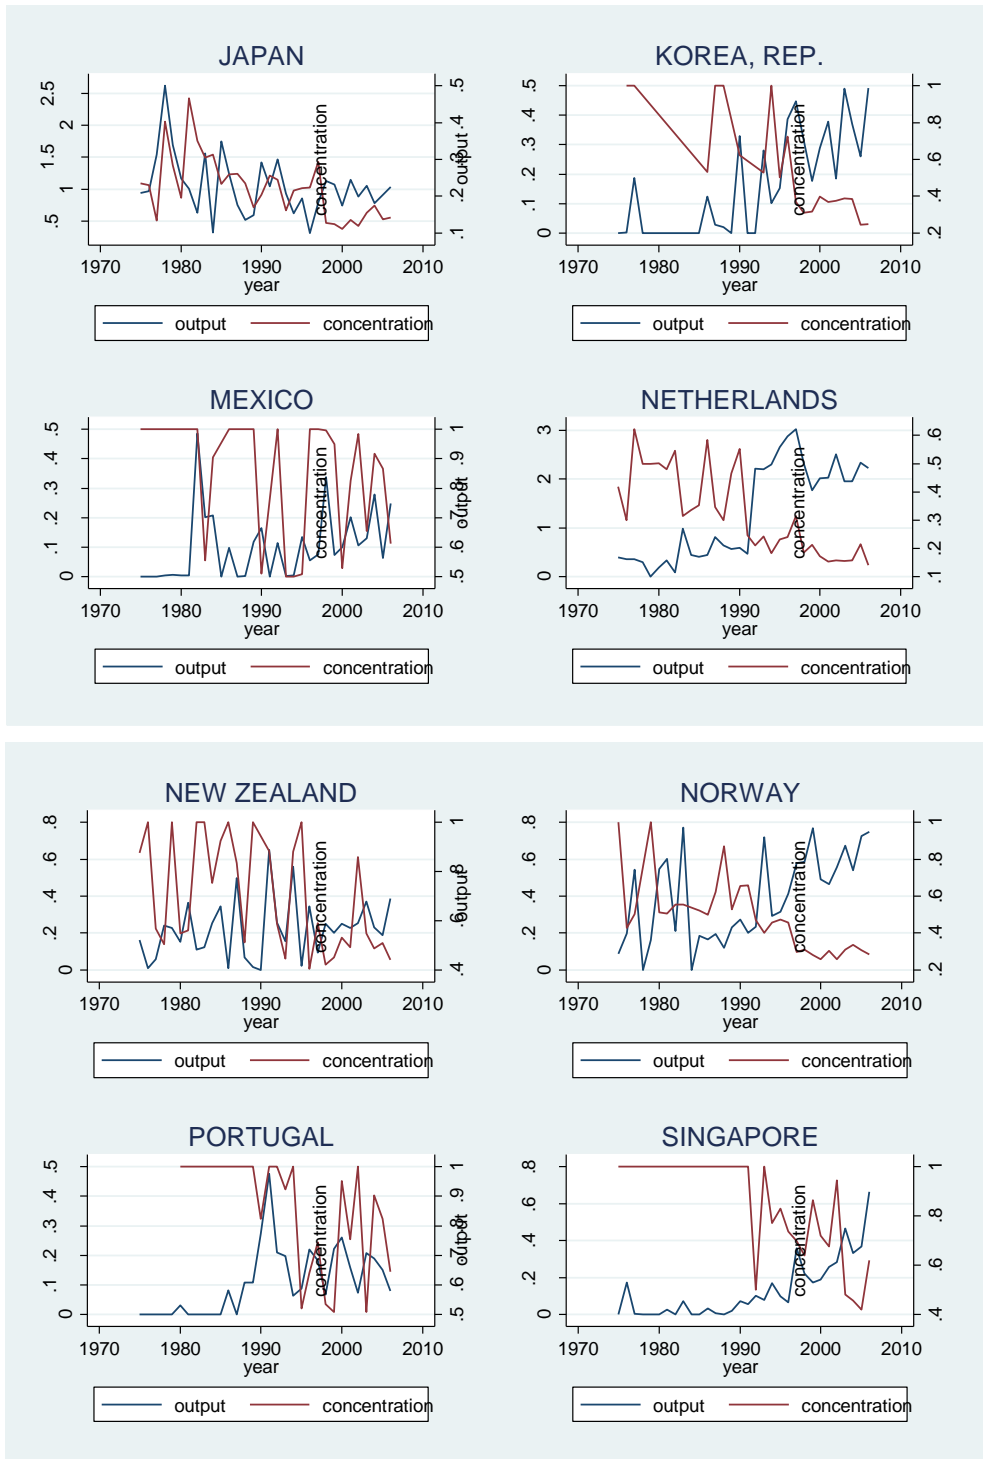 JAPAN
.5 1 1.5 2 2.5
output
.1 .2 .3 .4 .5
concentration
1970 1980 1990 2000 2010
year
output concentration
KOREA, REP.
0 .1 .2 .3 .4 .5
output
.2 .4 .6 .8 1
concentration
1970 1980 1990 2000 2010
year
output concentration
MEXICO
0 .1 .2 .3 .4 .5
.5 .6 .7 .8 .9 1
concentration
1970 1980 1990 2000 2010
year
output concentration
NETHERLANDS
0 1 2 3
output
.1 .2 .3 .4 .5 .6
concentration
1970 1980 1990 2000 2010
year
output concentration
NEW ZEALAND
0 .2 .4 .6 .8
.4 .6 .8 1
concentration
1970 1980 1990 2000 2010
year
output concentration
NORWAY
0 .2 .4 .6 .8
output
.2 .4 .6 .8 1
concentration
1970 1980 1990 2000 2010
year
output concentration
PORTUGAL
0 .1 .2 .3 .4 .5
.5 .6 .7 .8 .9 1
concentration
1970 1980 1990 2000 2010
year
output concentration
SINGAPORE
0 .2 .4 .6 .8
output
.4 .6 .8 1
concentration
1970 1980 1990 2000 2010
year
output concentration